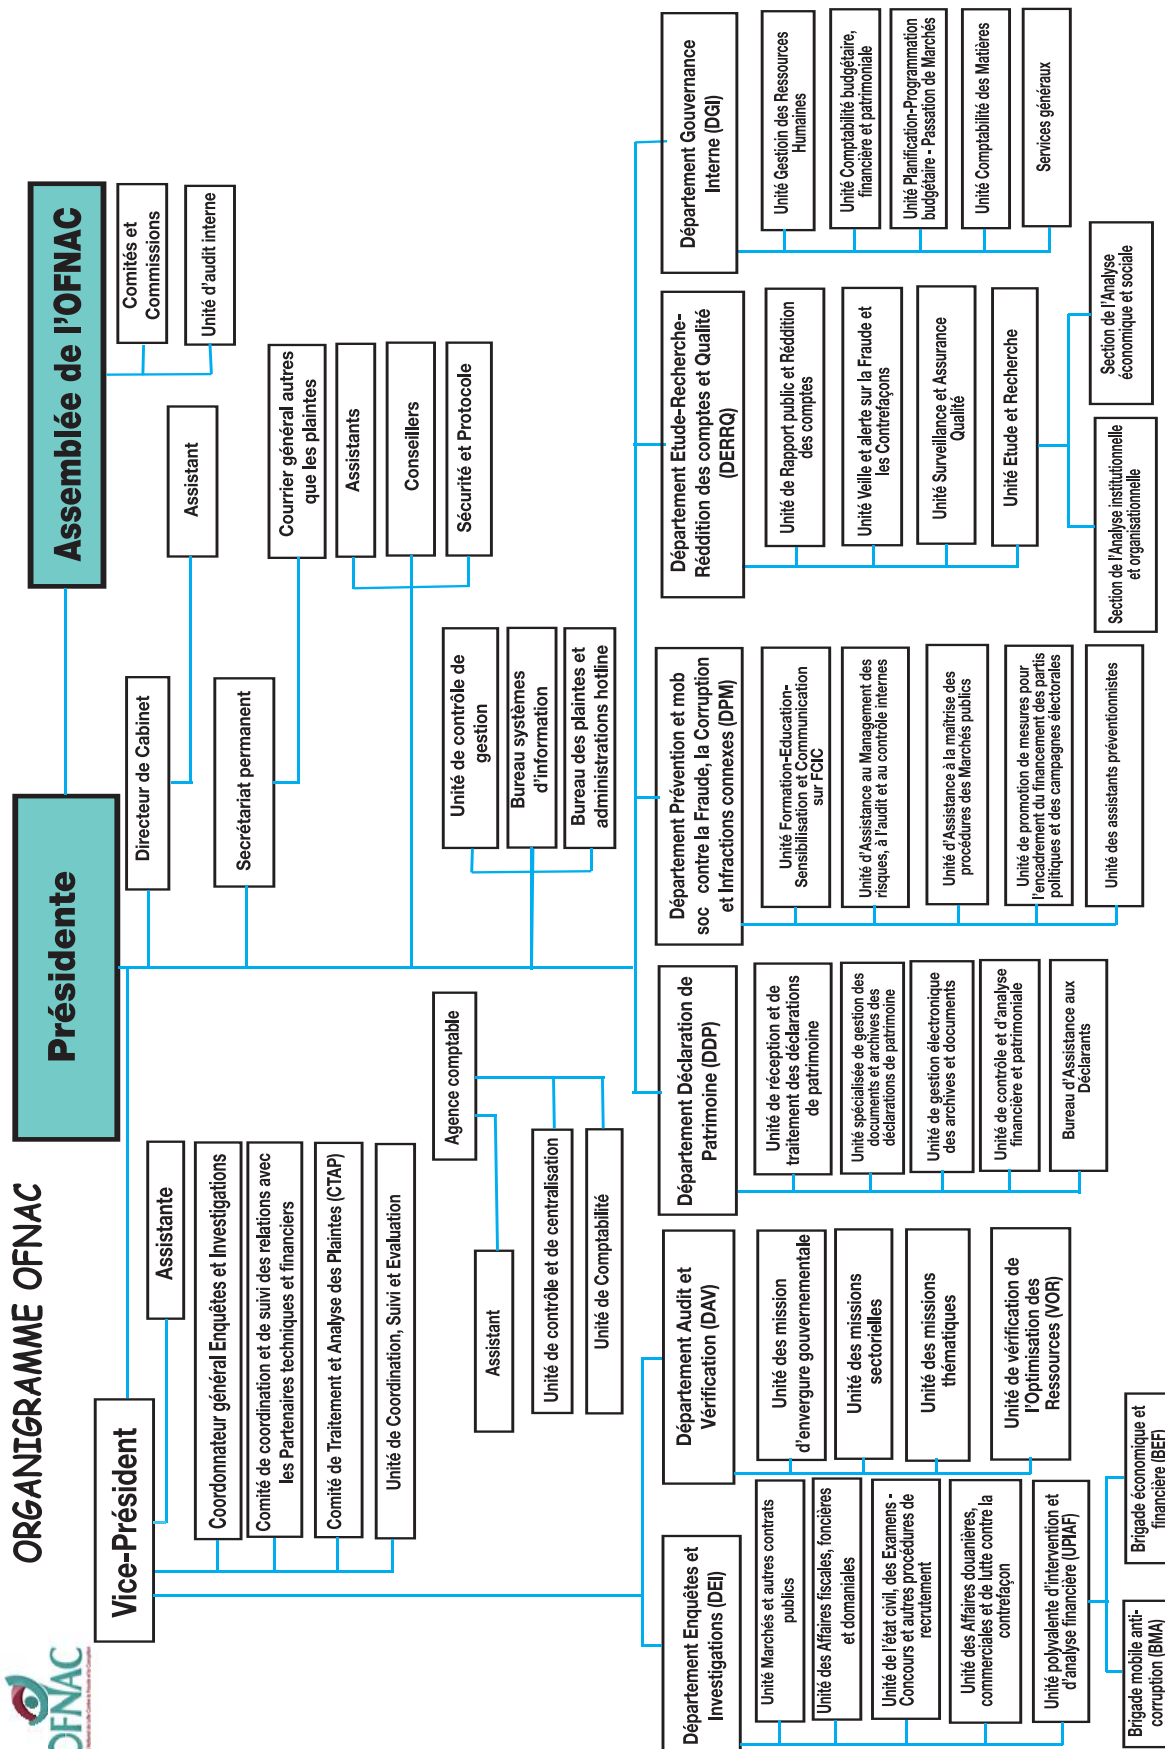 ORGANIGRAMME OFNAC
OFNAC
Présidente
Assemblée de l'OFNAC
Comités et
Commissions
Unité d'audit interne
Vice-Président
Assistante
Coordonnateur général Enquêtes et Investigations
Comité de coordination et de suivi des relations avec
les Partenaires techniques et financiers
Comité de Traitement et Analyse des Plaintes (CTAP)
Unité de Coordination, Suivi et Evaluation
Directeur de Cabinet
Assistant
Secrétariat permanent
Courrier général autres
que les plaintes
Assistants
Conseillers
Sécurité et Protocole
Unité de contrôle de
gestion
Bureau systèmes
d'information
Bureau des plaintes et
administrations hotline
Agence comptable
Assistant
Unité de contrôle et de centralisation
Unité de Comptabilité
Département Enquêtes et
Investigations (DEI)
Unité Marchés et autres contrats
publics
Unité des Affaires fiscales, foncières
et domaniales
Unité de l'état civil, des Examens -
Concours et autres procédures de
recrutement
Unité des Affaires douanières,
commerciales et de lutte contre la
contrefaçon
Unité polyvalente d'intervention et
d'analyse financière (UPIAF)
Brigade mobile anti-
corruption (BMA)
Brigade économique et
financière (BEF)
Département Audit et
Vérification (DAV)
Unité des mission
d'envergure gouvernementale
Unité des missions
sectorielles
Unité des missions
thématiques
Unité de vérification de
l'Optimisation des
Ressources (VOR)
Département Déclaration de
Patrimoine (DDP)
Unité de réception et de
traitement des déclarations
de patrimoine
Unité spécialisée de gestion des
documents et archives des
déclarations de patrimoine
Unité de gestion électronique
des archives et documents
Unité de contrôle et d'analyse
financière et patrimoniale
Bureau d'Assistance aux
Déclarants
Département Prévention et mob
soc contre la Fraude, la Corruption
et Infractions connexes (DPM)
Unité Formation-Education-
Sensibilisation et Communication
sur FCIC
Unité d'Assistance au Management des
risques, à l'audit et au contrôle internes
Unité d'Assistance à la maîtrise des
procédures des Marchés publics
Unité de promotion de mesures pour
l'encadrement du financement des partis
politiques et des campagnes électorales
Unité des assistants préventionnistes
Département Etude-Recherche-
Réddition des comptes et Qualité
(DERRQ)
Unité de Rapport public et Réddition
des comptes
Unité Veille et alerte sur la Fraude et
les Contrefaçons
Unité Surveillance et Assurance
Qualité
Unité Etude et Recherche
Section de l'Analyse institutionnelle
et organisationnelle
Section de l'Analyse
économique et sociale
Département Gouvernance
Interne (DGI)
Unité Gestioin des Ressources
Humaines
Unité Comptabilité budgétaire,
financière et patrimoniale
Unité Planification-Programmation
budgétaire - Passation de Marchés
Unité Comptabilité des Matières
Services généraux